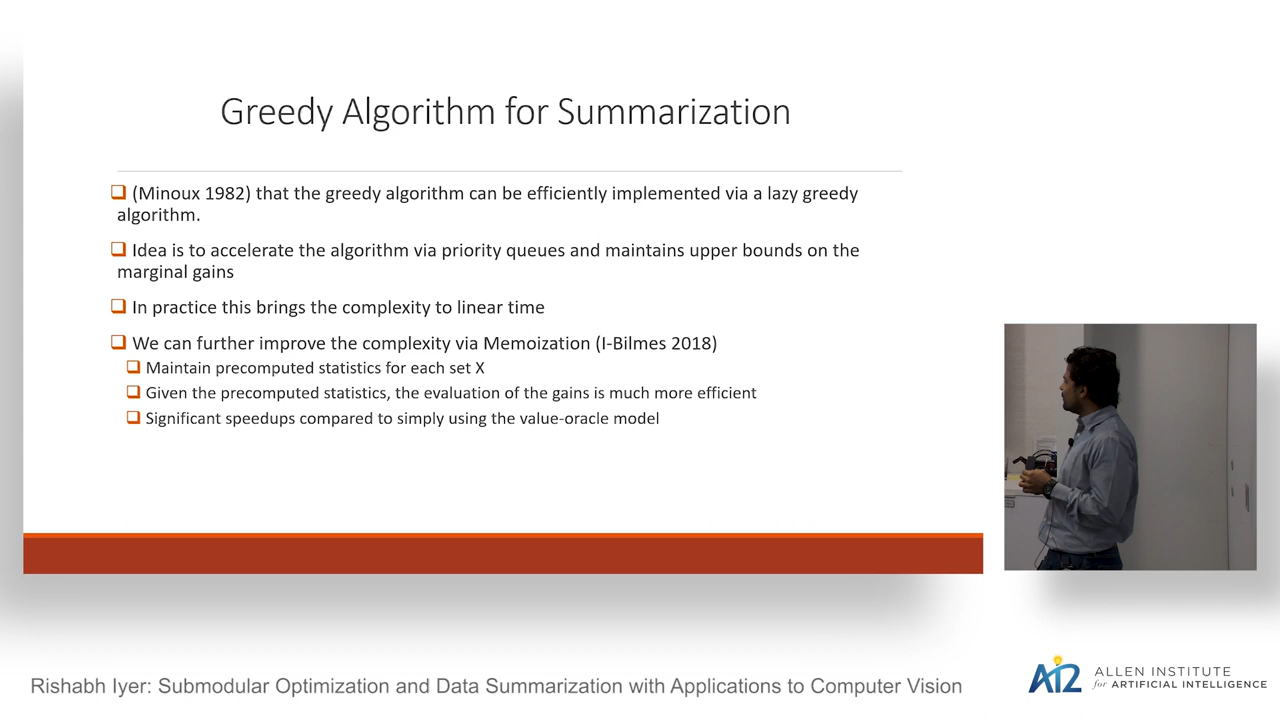 Greedy Algorithm for Summarization
(Minoux 1982) that the greedy algorithm can be efficiently implemented via a lazy greedy
algorithm.
Idea is to accelerate the algorithm via priority queues and maintains upper bounds on the
marginal gains
In practice this brings the complexity to linear time
We can further improve the complexity via Memoization (I-Bilmes 2018)
Maintain precomputed statistics for each set X
Given the precomputed statistics, the evaluation of the gains is much more efficient
Significant speedups compared to simply using the value-oracle model
Rishabh Iyer: Submodular Optimization and Data Summarization with Applications to Computer Vision
AI2
ALLEN INSTITUTE
for ARTIFICIAL INTELLIGENCE